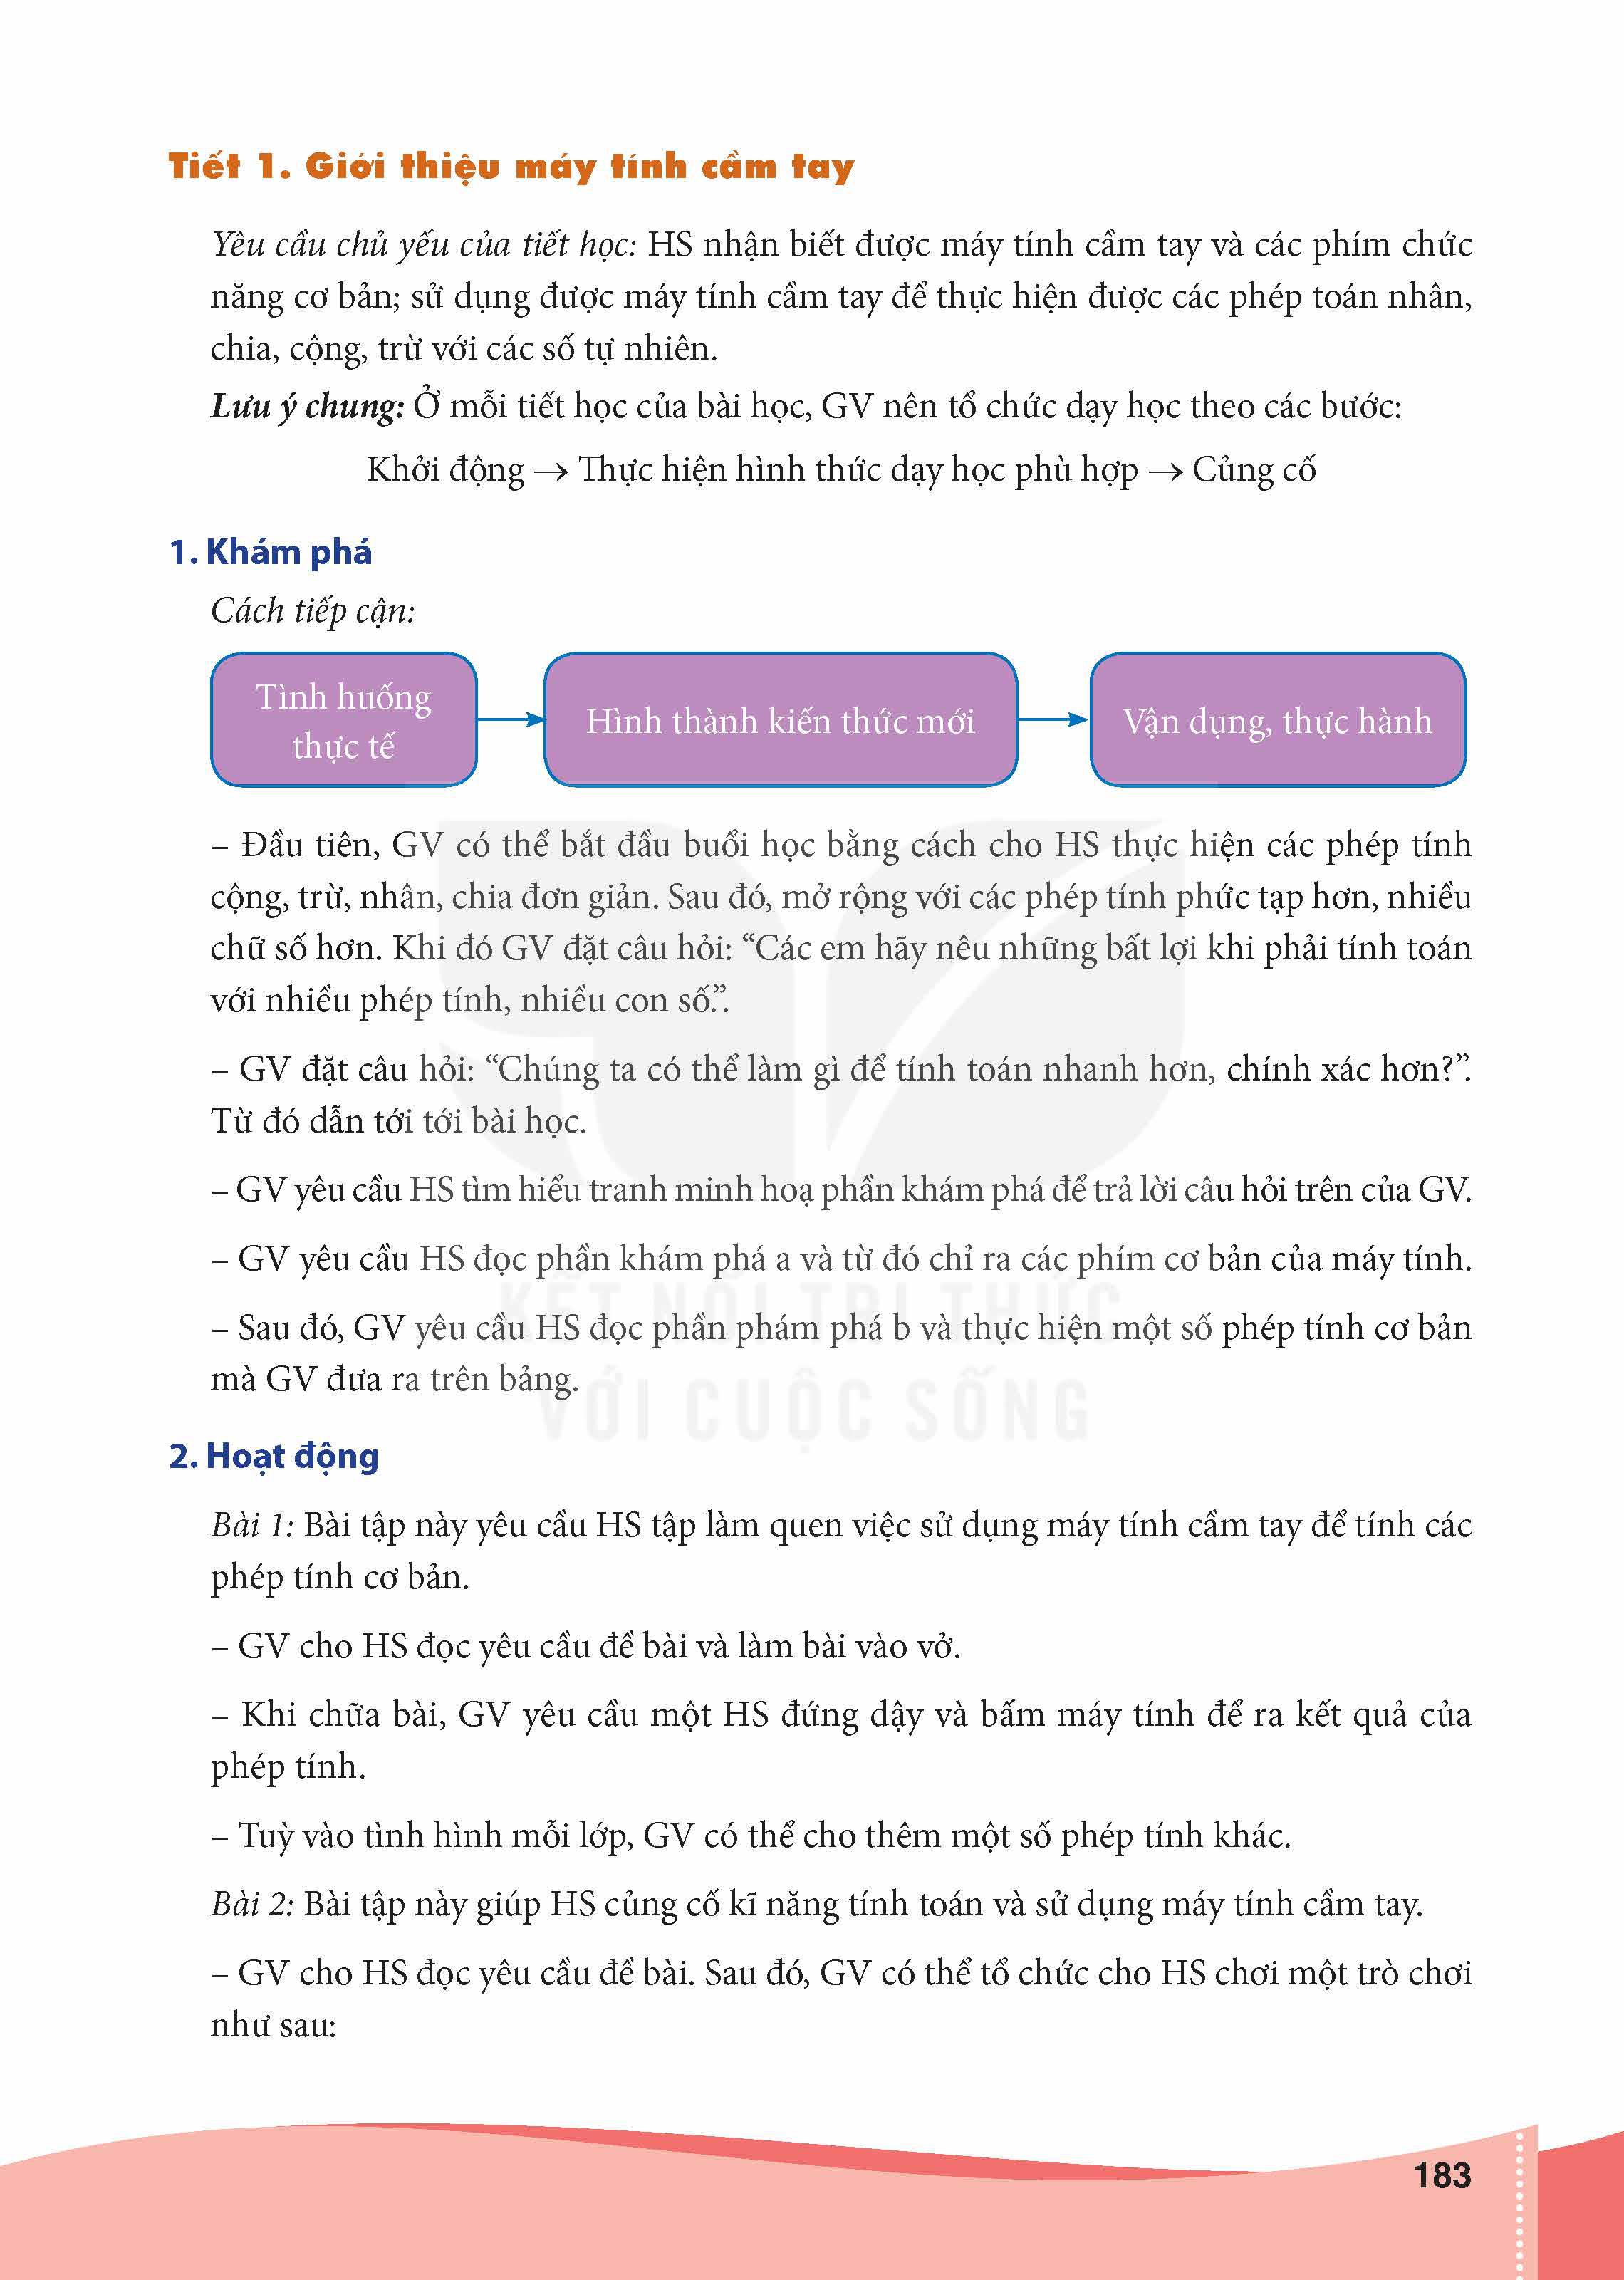 Tiết 1. Giới thiệu máy tính cầm tay
Yêu cầu chủ yếu của tiết học: HS nhận biết được máy tính cầm tay và các phím chức
năng cơ bản; sử dụng được máy tính cầm tay để thực hiện được các phép toán nhân,
chia, cộng, trừ với các số tự nhiên.
Lưu ý chung: Ở mỗi tiết học của bài học, GV nên tổ chức dạy học theo các bước:
Khởi động → Thực hiện hình thức dạy học phù hợp → Củng cố
1. Khám phá
Cách tiếp cận:
Tình huống
thực tế
Hình thành kiến thức mới
Vận dụng, thực hành
– Đầu tiên, GV có thể bắt đầu buổi học bằng cách cho HS thực hiện các phép tính
cộng, trừ, nhân, chia đơn giản. Sau đó, mở rộng với các phép tính phức tạp hơn, nhiều
chữ số hơn. Khi đó GV đặt câu hỏi: “Các em hãy nêu những bất lợi khi phải tính toán
với nhiều phép tính, nhiều con số.”.
– GV đặt câu hỏi: “Chúng ta có thể làm gì để tính toán nhanh hơn, chính xác hơn?”.
Từ đó dẫn tới tới bài học.
– GV yêu cầu HS tìm hiểu tranh minh hoạ phần khám phá để trả lời câu hỏi trên của GV.
– GV yêu cầu HS đọc phần khám phá a và từ đó chỉ ra các phím cơ bản của máy tính.
KẾT NỐI TRI THỨC
– Sau đó, GV yêu cầu HS đọc phần phám phá b và thực hiện một số phép tính cơ bản
mà GV đưa ra trên bảng.
VỚI CUỘC SỐNG
2. Hoạt động
Bài 1: Bài tập này yêu cầu HS tập làm quen việc sử dụng máy tính cầm tay để tính các
phép tính cơ bản.
– GV cho HS đọc yêu cầu đề bài và làm bài vào vở.
– Khi chữa bài, GV yêu cầu một HS đứng dậy và bấm máy tính để ra kết quả của
phép tính.
– Tuỳ vào tình hình mỗi lớp, GV có thể cho thêm một số phép tính khác.
Bài 2: Bài tập này giúp HS củng cố kĩ năng tính toán và sử dụng máy tính cầm tay.
– GV cho HS đọc yêu cầu đề bài. Sau đó, GV có thể tổ chức cho HS chơi một trò chơi
như sau:
183